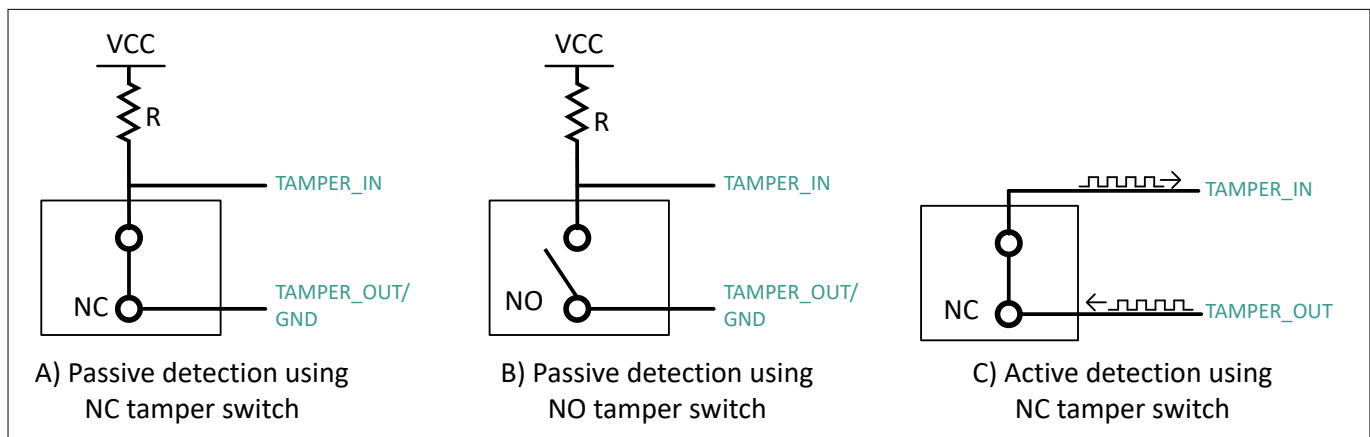 VCC
R
TAMPER_IN
NC
TAMPER_OUT/
GND
A) Passive detection using
NC tamper switch
VCC
R
TAMPER_IN
NO
TAMPER_OUT/
GND
B) Passive detection using
NO tamper switch
TAMPER_IN
NC
TAMPER_OUT
C) Active detection using
NC tamper switch